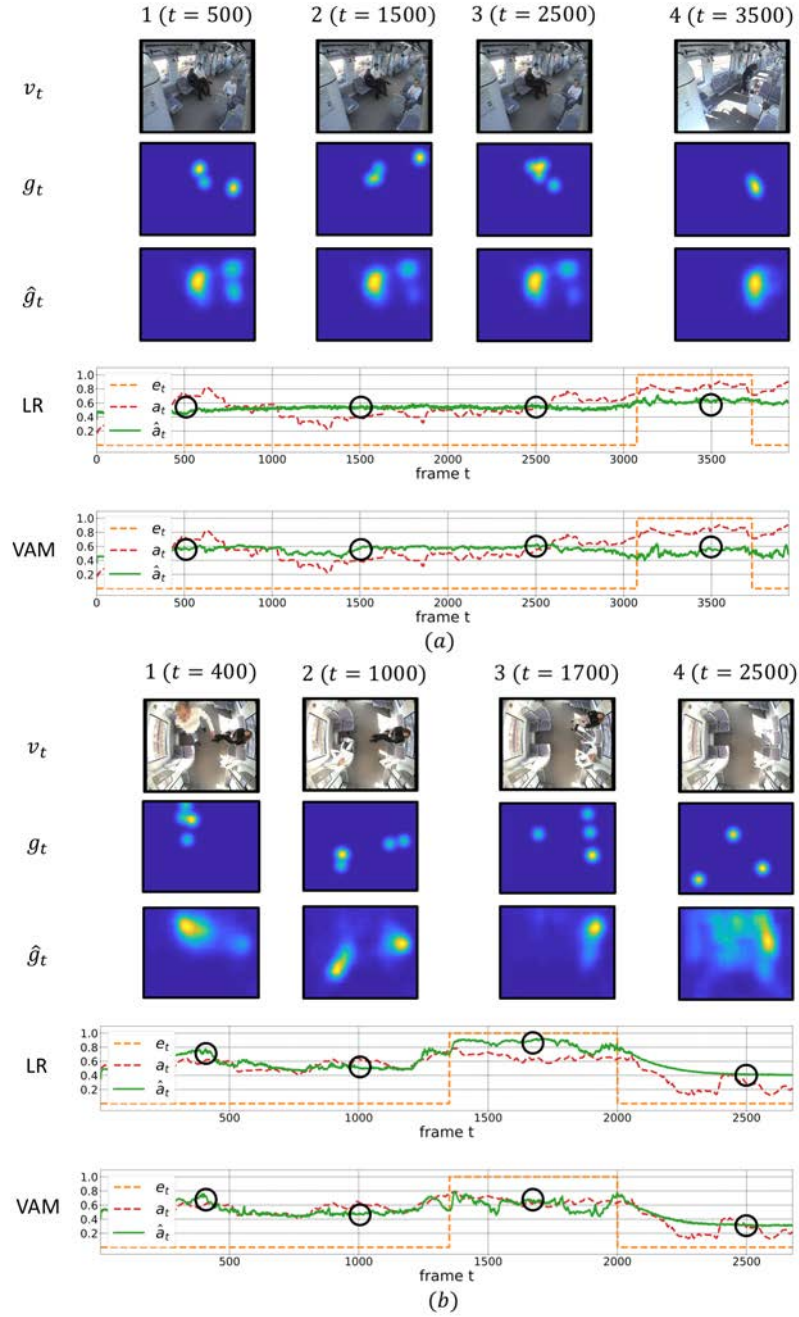 1 (t = 500) 2 (t = 1500) 3 (t = 2500) 4 (t = 3500)
v_t
g_t
ĝ_t
LR
1.0
0.8
0.6
0.4
0.2
e_t
a_t
â_t
0 500 1000 1500 2000 2500 3000 3500
frame t
VAM
1.0
0.8
0.6
0.4
0.2
e_t
a_t
â_t
0 500 1000 1500 2000 2500 3000 3500
frame t
(a)
1 (t = 400) 2 (t = 1000) 3 (t = 1700) 4 (t = 2500)
v_t
g_t
ĝ_t
LR
1.0
0.8
0.6
0.4
0.2
0.0
e_t
a_t
â_t
500 1000 1500 2000 2500
frame t
VAM
1.0
0.8
0.6
0.4
0.2
0.0
e_t
a_t
â_t
500 1000 1500 2000 2500
frame t
(b)